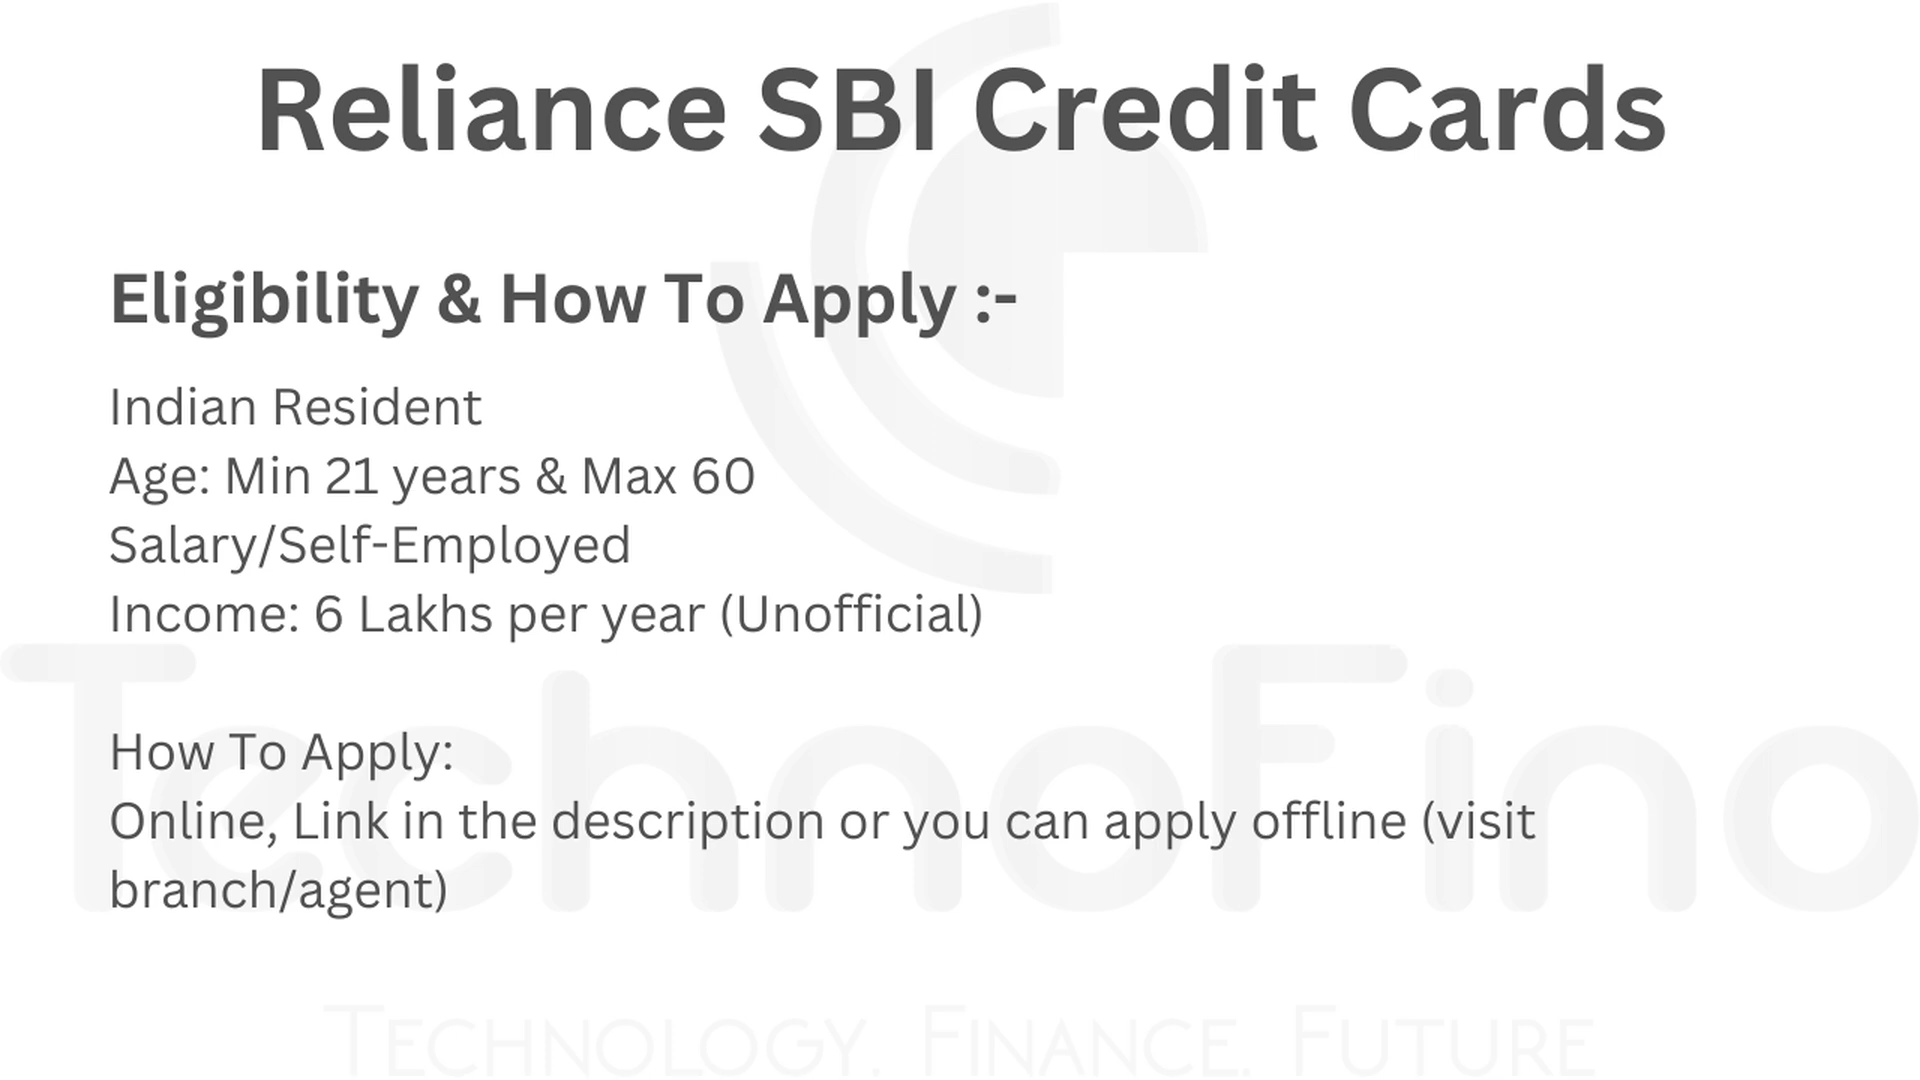 Reliance SBI Credit Cards
Eligibility & How To Apply :-
Indian Resident
Age: Min 21 years & Max 60
Salary/Self-Employed
Income: 6 Lakhs per year (Unofficial)
How To Apply:
Online, Link in the description or you can apply offline (visit
branch/agent)
TechnoFino
Technology. Finance. Future